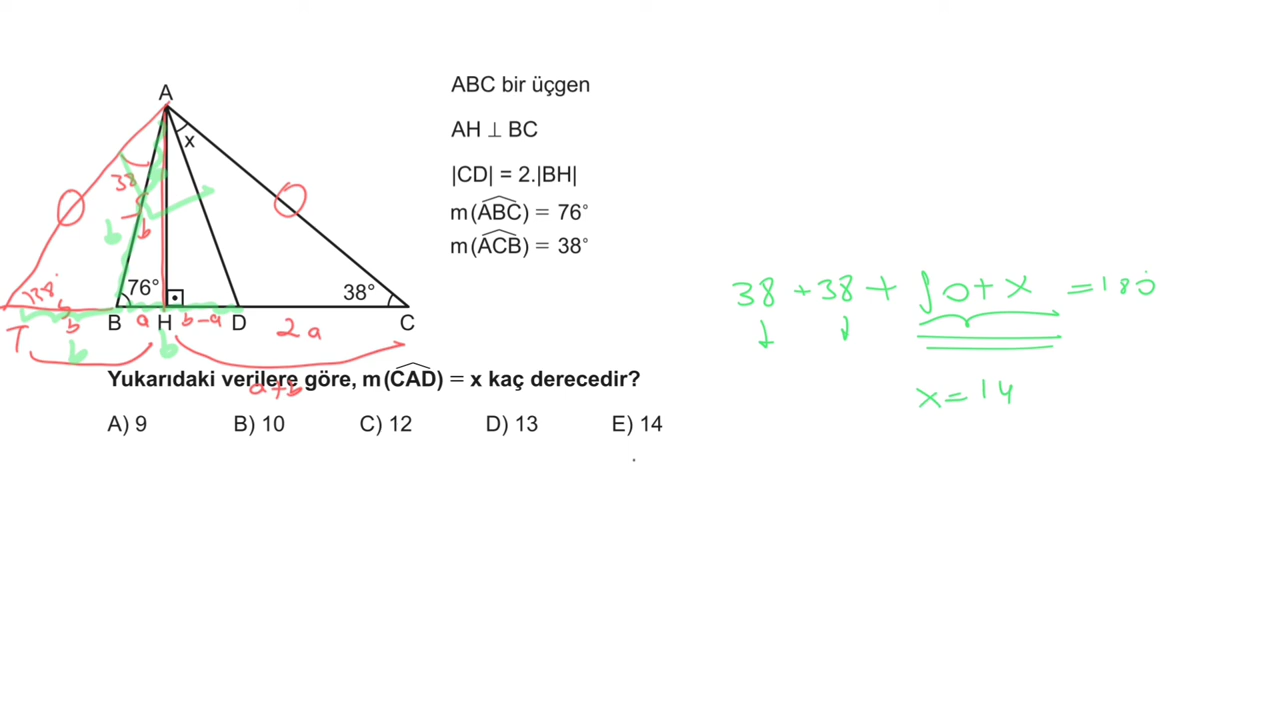 A
x
38
b
b
76°
38°
38
b
T
B
a
H
b-a
D
2a
C
b
b
a+b
ABC bir üçgen
AH ⊥ BC
|CD| = 2.|BH|
m(ABC) = 76°
m(ACB) = 38°
Yukarıdaki verilere göre, m(CAD) = x kaç derecedir?
A) 9 B) 10 C) 12 D) 13 E) 14
38 + 38 + 90 + x = 180
x = 14